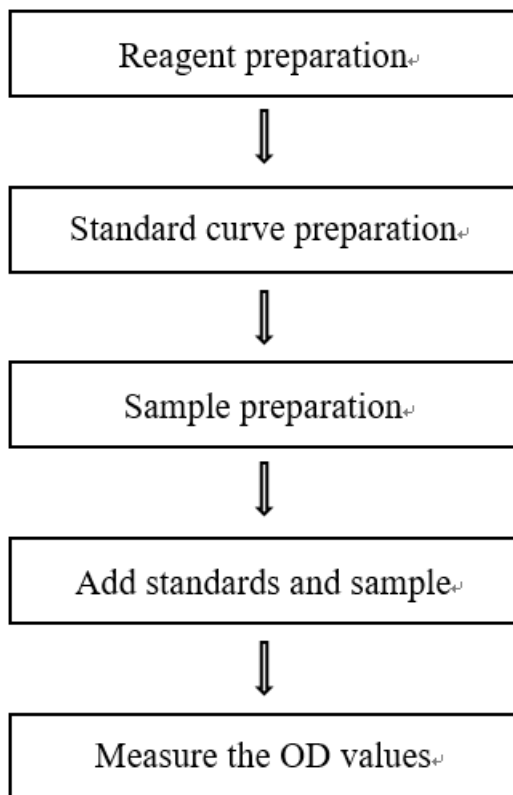 Reagent preparation
Standard curve preparation
Sample preparation
Add standards and sample
Measure the OD values